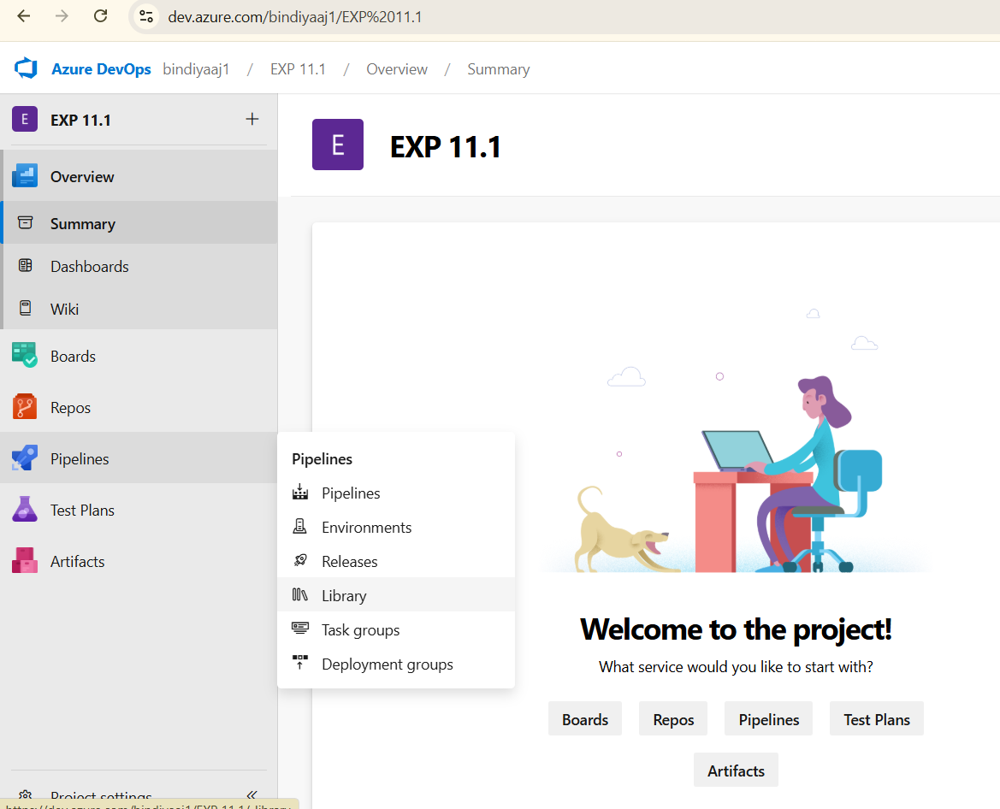 dev.azure.com/bindiyaaj1/EXP%2011.1
Azure DevOps bindiyaaj1 / EXP 11.1 / Overview / Summary
E EXP 11.1 +
Overview
Summary
Dashboards
Wiki
Boards
Repos
Pipelines
Test Plans
Artifacts
Project settings
https://dev.azure.com/bindiyaaj1/EXP 11.1/_library
E EXP 11.1
Pipelines
Pipelines
Environments
Releases
Library
Task groups
Deployment groups
Welcome to the project!
What service would you like to start with?
Boards Repos Pipelines Test Plans
Artifacts